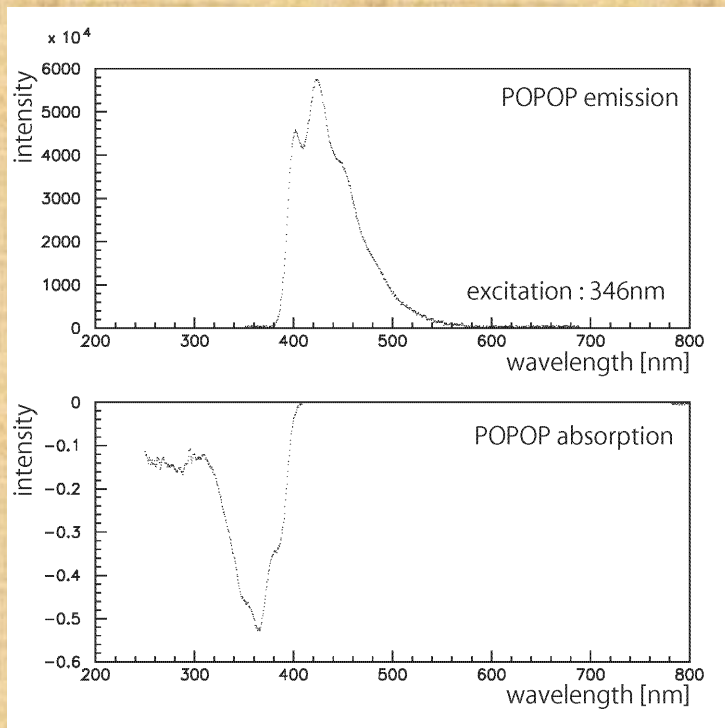 x 10⁴
intensity
6000
5000
4000
3000
2000
1000
0
POPOP emission
excitation : 346nm
200 300 400 500 600 700 800
wavelength [nm]
intensity
0
-0.1
-0.2
-0.3
-0.4
-0.5
-0.6
POPOP absorption
200 300 400 500 600 700 800
wavelength [nm]